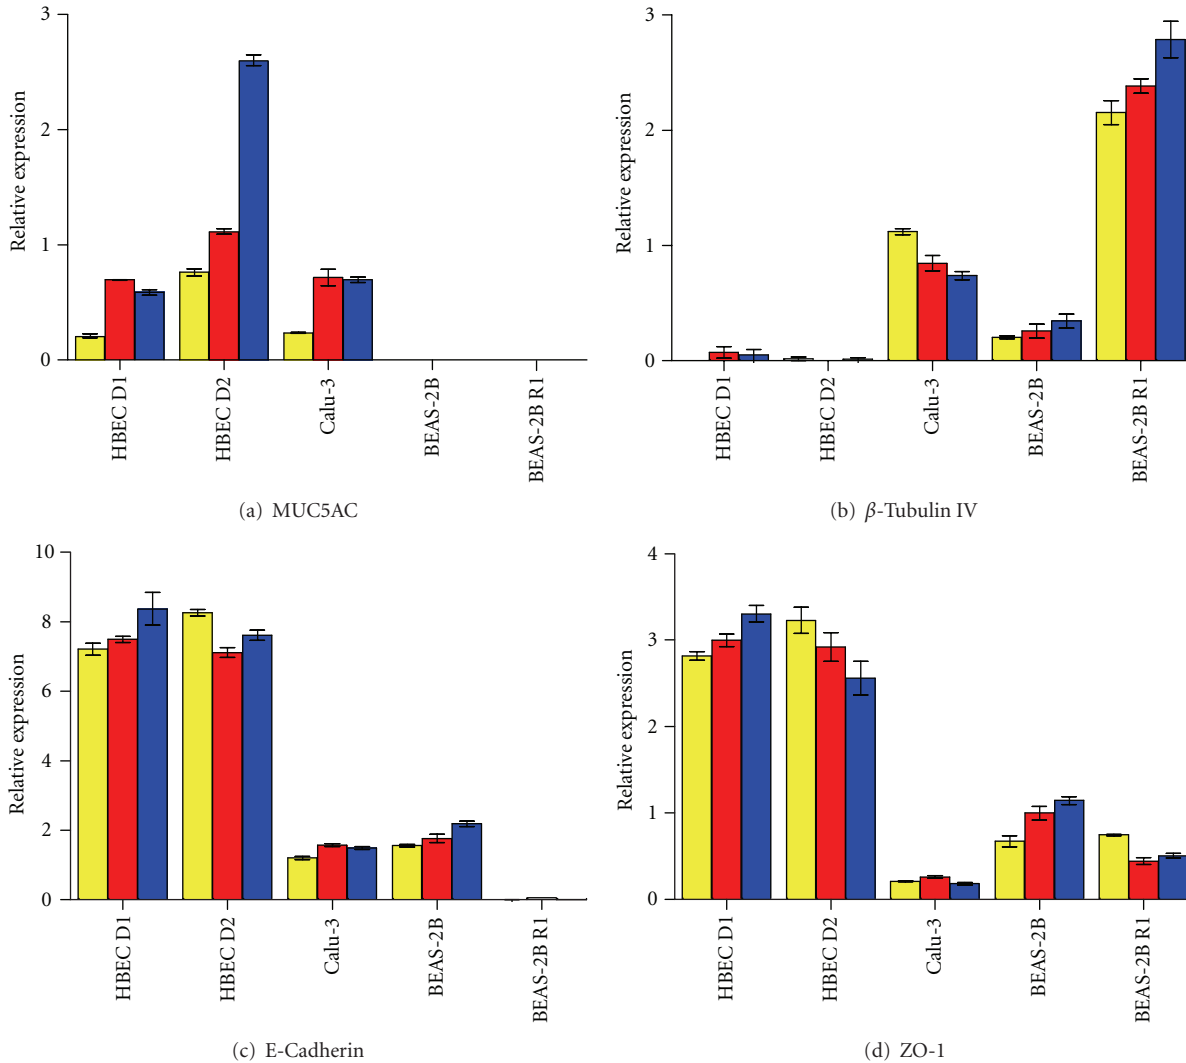 3
2
1
0
Relative expression
HBEC D1
HBEC D2
Calu-3
BEAS-2B
BEAS-2B R1
(a) MUC5AC
3
2
1
0
Relative expression
HBEC D1
HBEC D2
Calu-3
BEAS-2B
BEAS-2B R1
(b) β-Tubulin IV
10
8
6
4
2
0
Relative expression
HBEC D1
HBEC D2
Calu-3
BEAS-2B
BEAS-2B R1
(c) E-Cadherin
4
3
2
1
0
Relative expression
HBEC D1
HBEC D2
Calu-3
BEAS-2B
BEAS-2B R1
(d) ZO-1